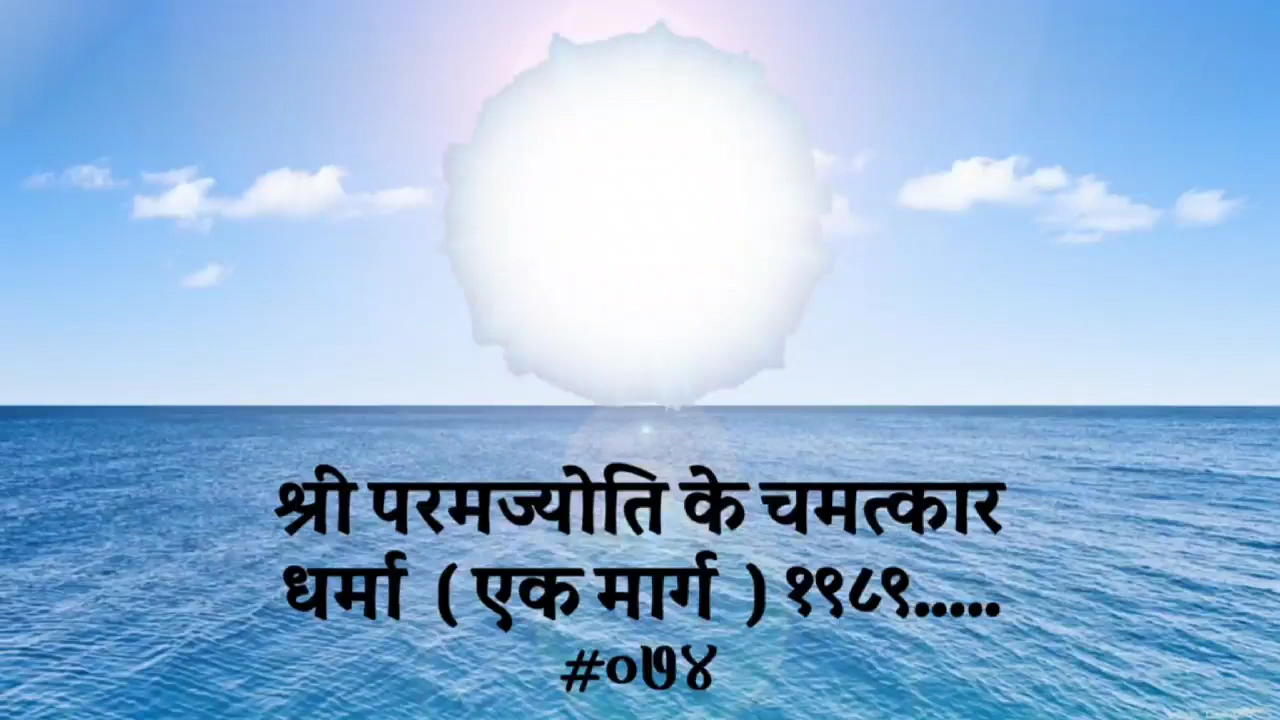 श्री परमज्योति के चमत्कार
धर्मा ( एक मार्ग ) १९८९.....
#०७४